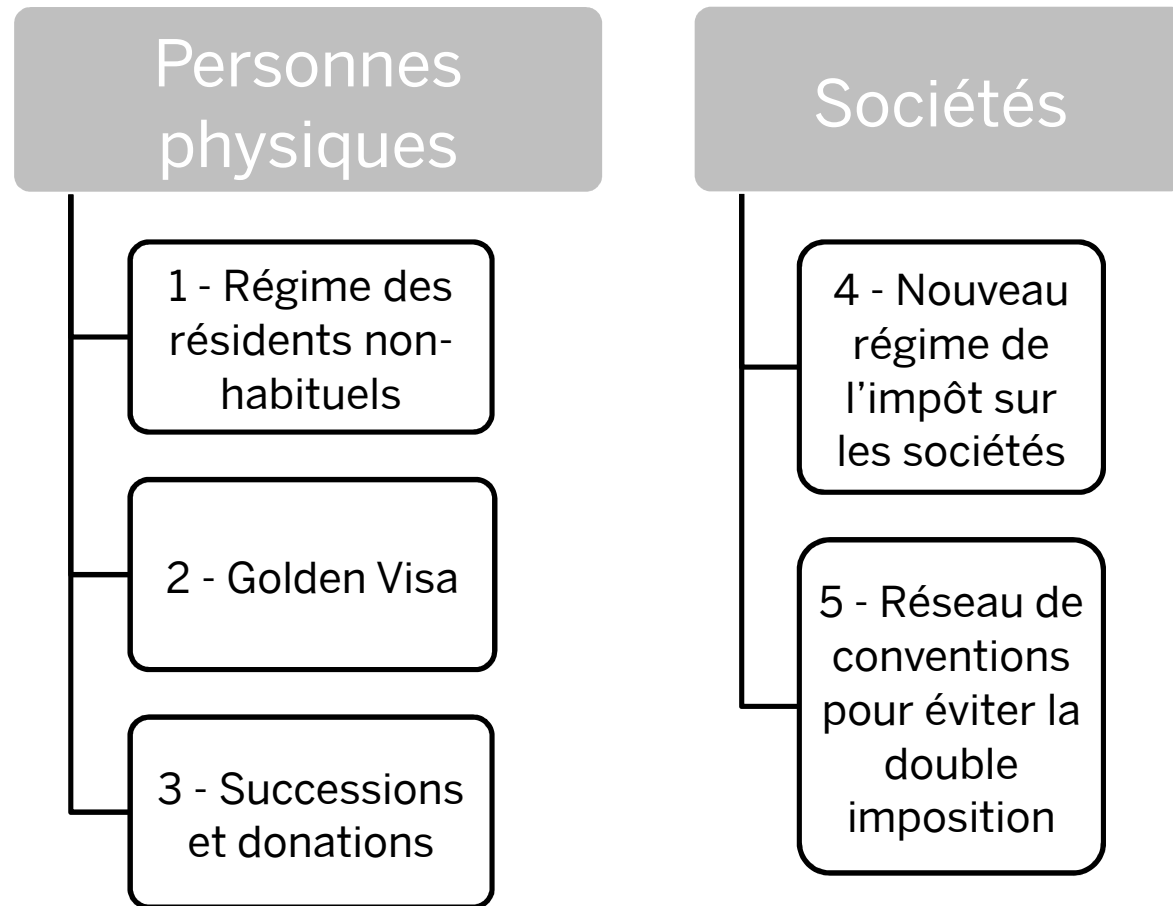 Personnes
physiques
1 - Régime des
résidents non-
habituels
2 - Golden Visa
3 - Successions
et donations
Sociétés
4 - Nouveau
régime de
l’impôt sur
les sociétés
5 - Réseau de
conventions
pour éviter la
double
imposition